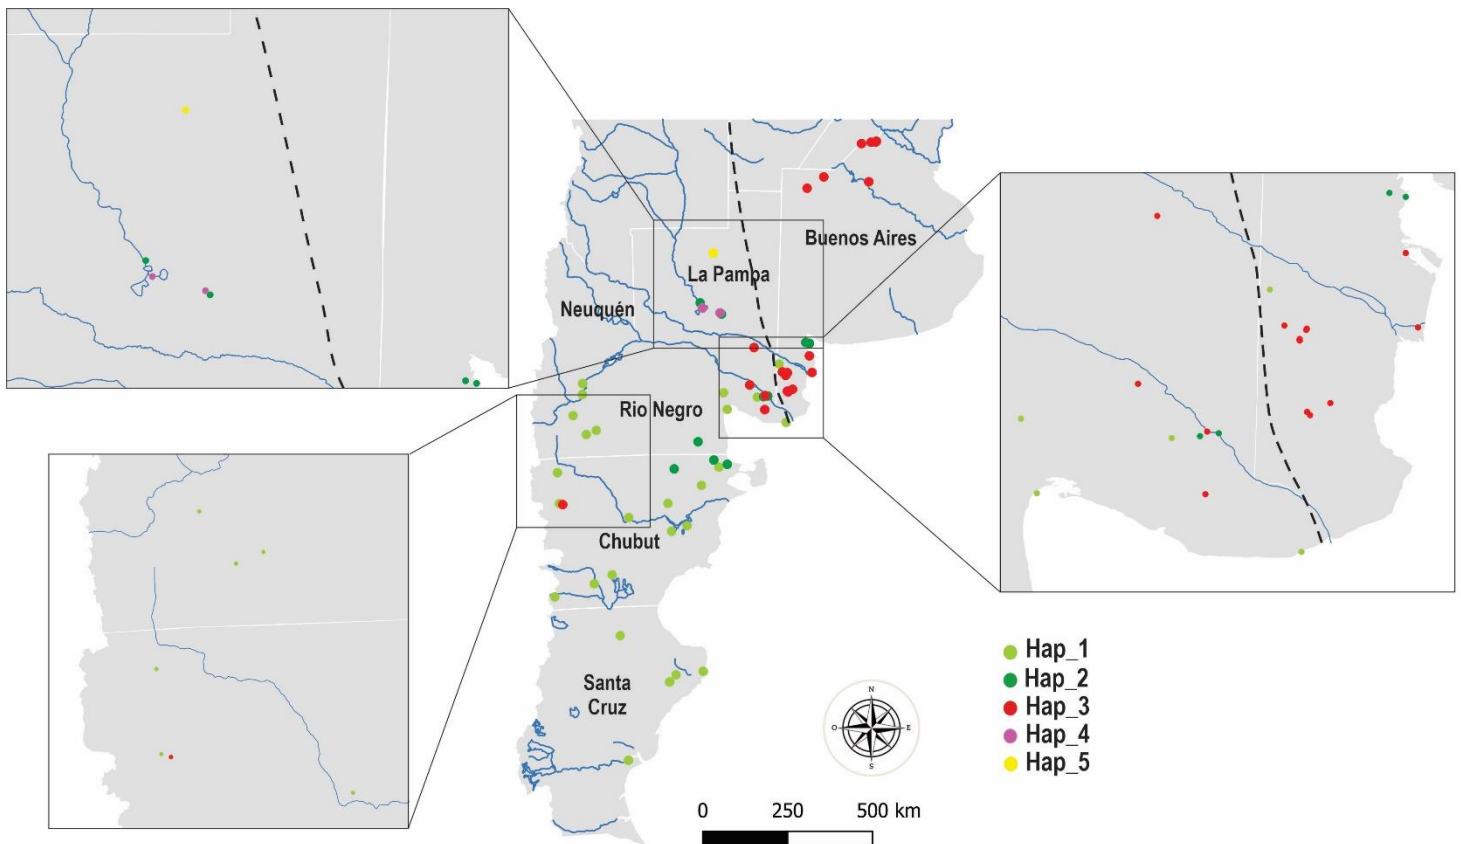 Buenos Aires
La Pampa
Neuquén
Rio Negro
Chubut
Santa
Cruz
Hap_1
Hap_2
Hap_3
Hap_4
Hap_5
N
O
E
S
0 250 500 km